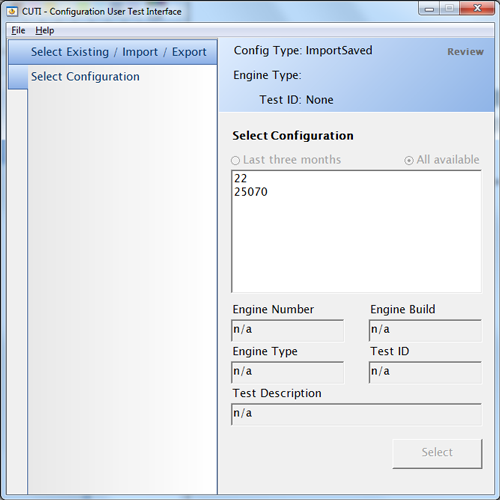 CUTI - Configuration User Test Interface
File Help
Select Existing / Import / Export
Select Configuration
Config Type: ImportSaved
Review
Engine Type:
Test ID: None
Select Configuration
Last three months All available
22
25070
Engine Number Engine Build
n/a n/a
Engine Type Test ID
n/a n/a
Test Description
n/a
Select